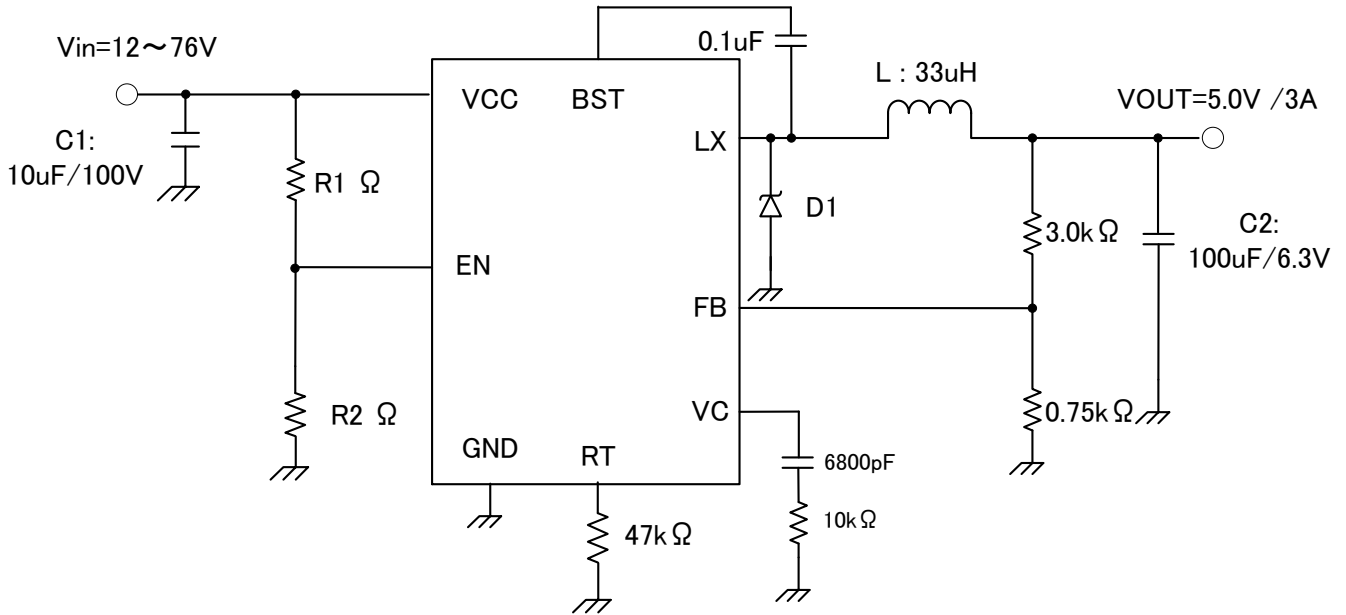 Vin=12～76V
C1:
10uF/100V
R1 Ω
R2 Ω
VCC
BST
LX
EN
FB
VC
GND
RT
0.1uF
L : 33uH
VOUT=5.0V /3A
D1
3.0kΩ
C2:
100uF/6.3V
0.75kΩ
6800pF
10kΩ
47kΩ